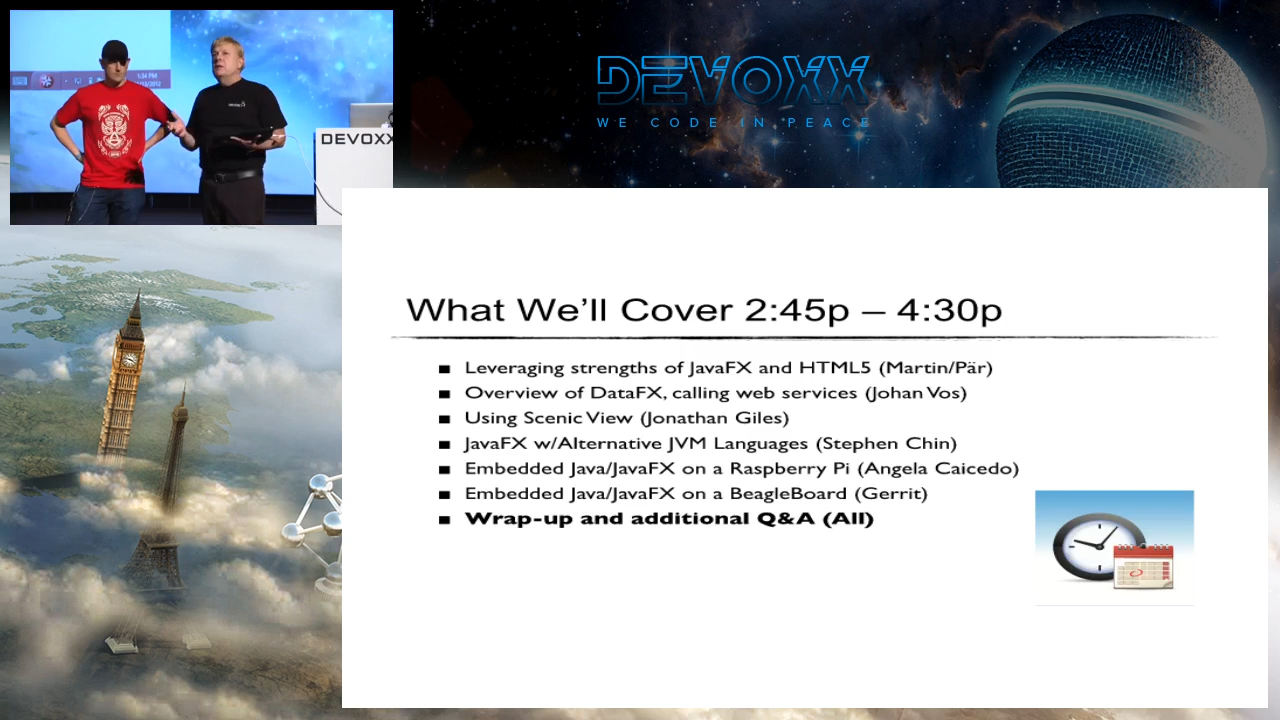 1:34 PM
DEVOXX
DEVOXX
WE CODE IN PEACE
What We'll Cover 2:45p – 4:30p
Leveraging strengths of JavaFX and HTML5 (Martin/Pär)
Overview of DataFX, calling web services (Johan Vos)
Using Scenic View (Jonathan Giles)
JavaFX w/Alternative JVM Languages (Stephen Chin)
Embedded Java/JavaFX on a Raspberry Pi (Angela Caicedo)
Embedded Java/JavaFX on a BeagleBoard (Gerrit)
Wrap-up and additional Q&A (All)